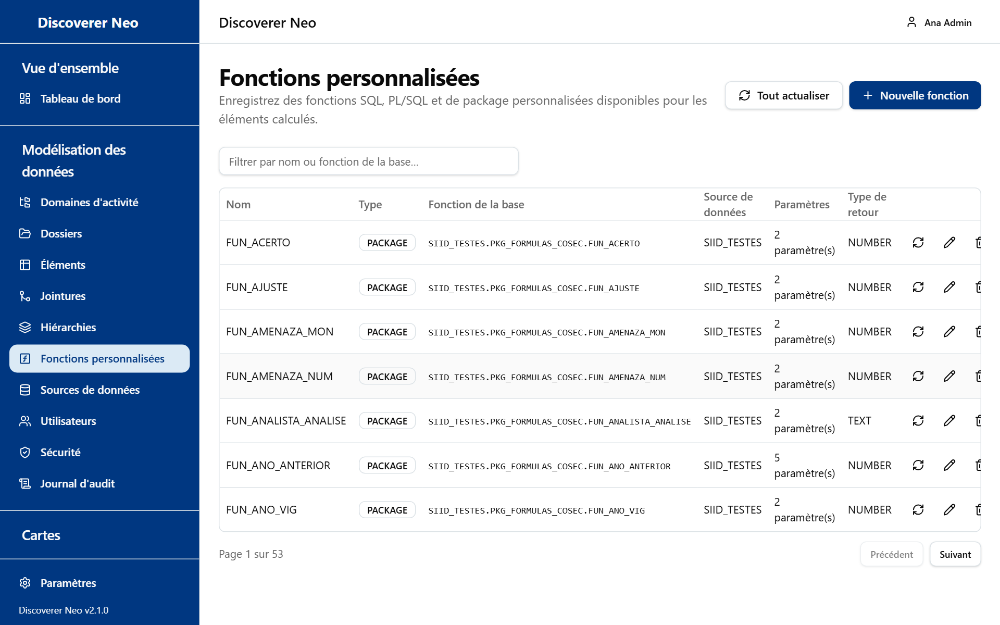 Discoverer Neo
Vue d'ensemble
Tableau de bord
Modélisation des
données
Domaines d'activité
Dossiers
Éléments
Jointures
Hiérarchies
Fonctions personnalisées
Sources de données
Utilisateurs
Sécurité
Journal d'audit
Cartes
Paramètres
Discoverer Neo v2.1.0
Discoverer Neo
Ana Admin
Fonctions personnalisées
Enregistrez des fonctions SQL, PL/SQL et de package personnalisées disponibles pour les
éléments calculés.
Tout actualiser
Nouvelle fonction
Filtrer par nom ou fonction de la base...
Nom Type Fonction de la base Source de données Paramètres Type de retour
FUN_ACERTO PACKAGE SIID_TESTES.PKG_FORMULAS_COSEC.FUN_ACERTO SIID_TESTES 2 paramètre(s) NUMBER
FUN_AJUSTE PACKAGE SIID_TESTES.PKG_FORMULAS_COSEC.FUN_AJUSTE SIID_TESTES 2 paramètre(s) NUMBER
FUN_AMENAZA_MON PACKAGE SIID_TESTES.PKG_FORMULAS_COSEC.FUN_AMENAZA_MON SIID_TESTES 2 paramètre(s) NUMBER
FUN_AMENAZA_NUM PACKAGE SIID_TESTES.PKG_FORMULAS_COSEC.FUN_AMENAZA_NUM SIID_TESTES 2 paramètre(s) NUMBER
FUN_ANALISTA_ANALISE PACKAGE SIID_TESTES.PKG_FORMULAS_COSEC.FUN_ANALISTA_ANALISE SIID_TESTES 2 paramètre(s) TEXT
FUN_ANO_ANTERIOR PACKAGE SIID_TESTES.PKG_FORMULAS_COSEC.FUN_ANO_ANTERIOR SIID_TESTES 5 paramètre(s) NUMBER
FUN_ANO_VIG PACKAGE SIID_TESTES.PKG_FORMULAS_COSEC.FUN_ANO_VIG SIID_TESTES 2 paramètre(s) NUMBER
Page 1 sur 53
Précédent
Suivant